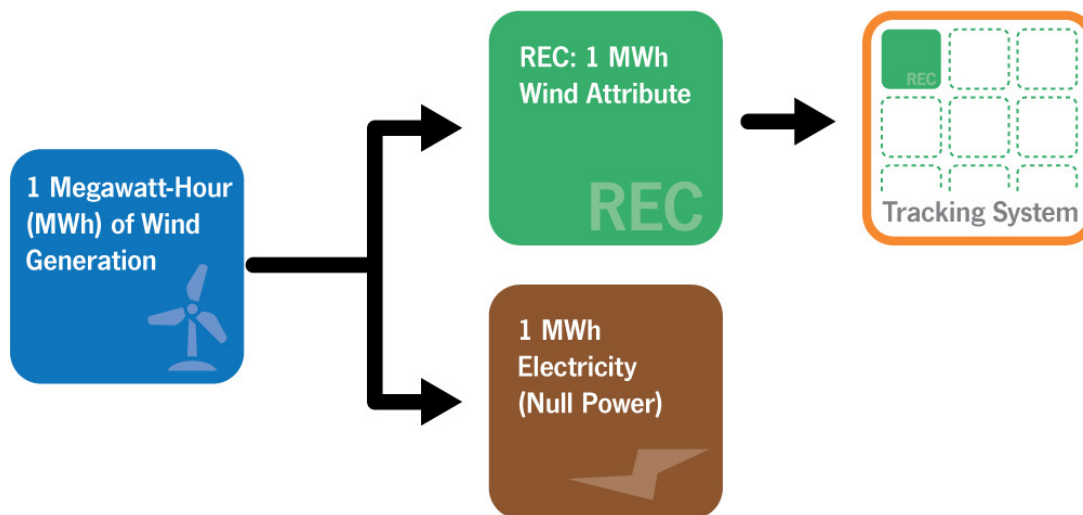 1 Megawatt-Hour
(MWh) of Wind
Generation
REC: 1 MWh
Wind Attribute
REC
1 MWh
Electricity
(Null Power)
REC
Tracking System